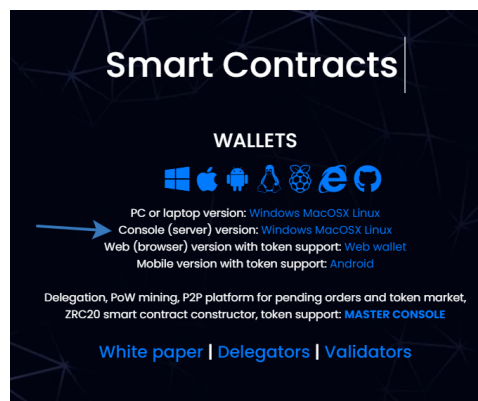 Smart Contracts
WALLETS
PC or laptop version: Windows MacOSX Linux
Console (server) version: Windows MacOSX Linux
Web (browser) version with token support: Web wallet
Mobile version with token support: Android
Delegation, PoW mining, P2P platform for pending orders and token market,
ZRC20 smart contract constructor, token support: MASTER CONSOLE
White paper | Delegators | Validators